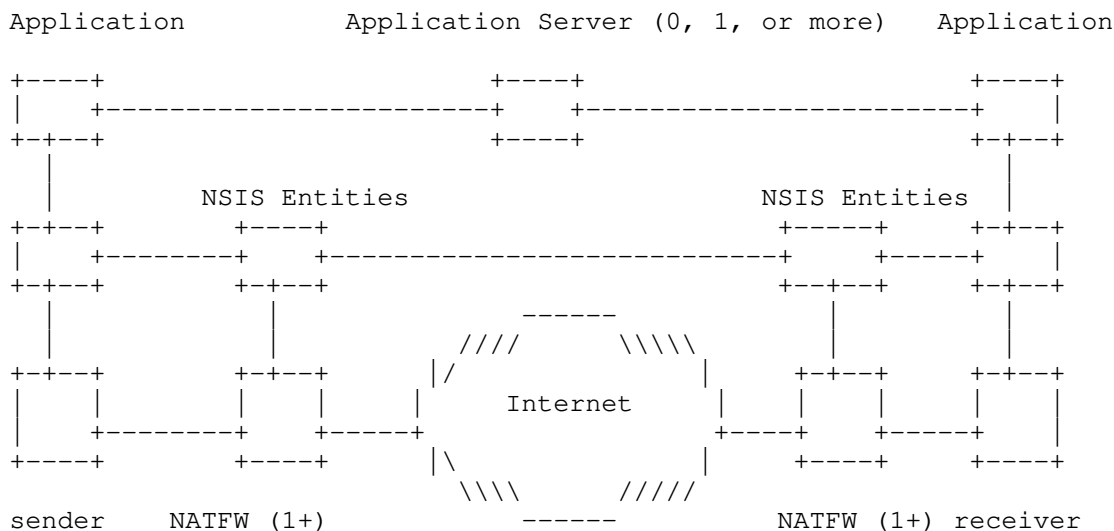 Application Application Server (0, 1, or more) Application
NSIS Entities NSIS Entities
Internet
sender NATFW (1+) NATFW (1+) receiver